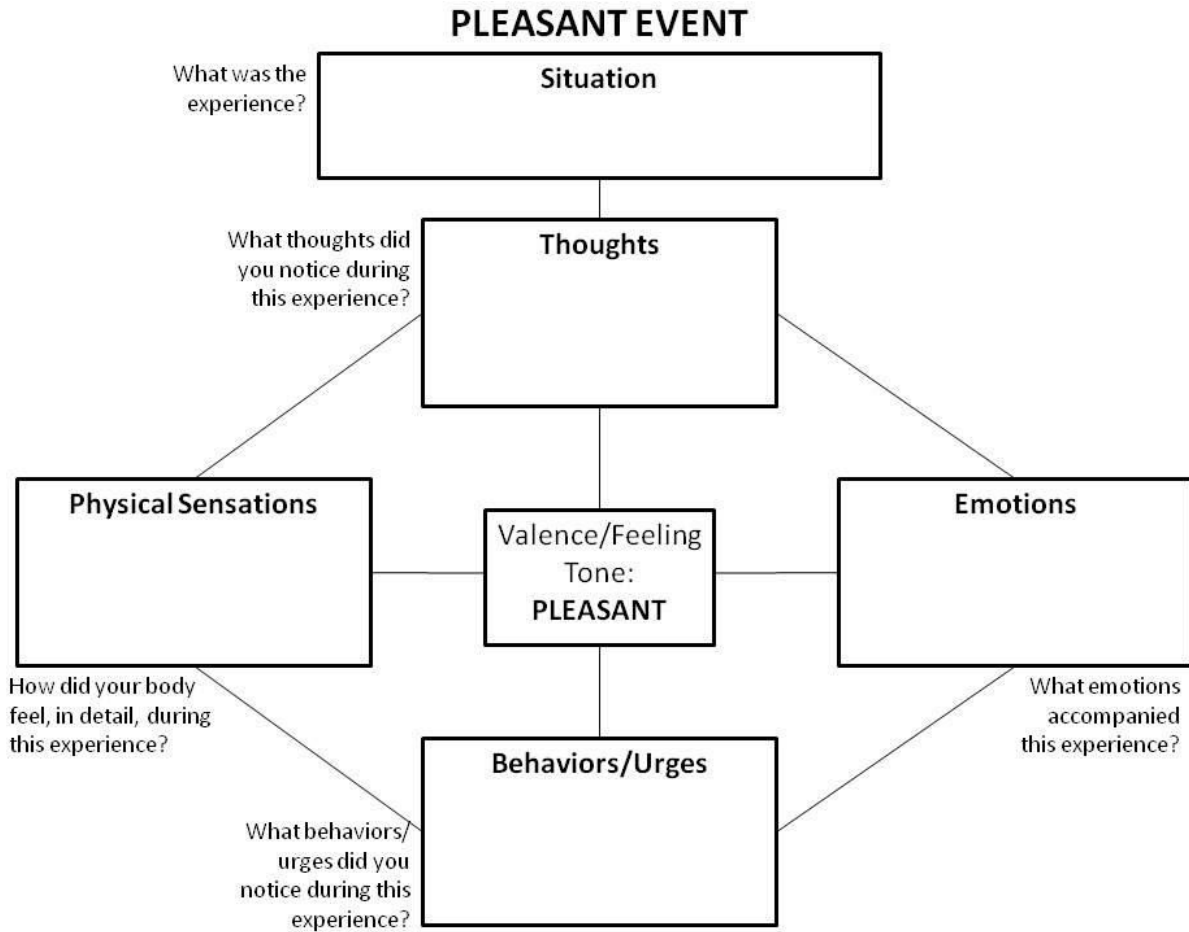 PLEASANT EVENT
What was the
experience?
Situation
What thoughts did
you notice during
this experience?
Thoughts
Physical Sensations
Valence/Feeling
Tone:
PLEASANT
Emotions
How did your body
feel, in detail, during
this experience?
What emotions
accompanied
this experience?
Behaviors/Urges
What behaviors/
urges did you
notice during this
experience?